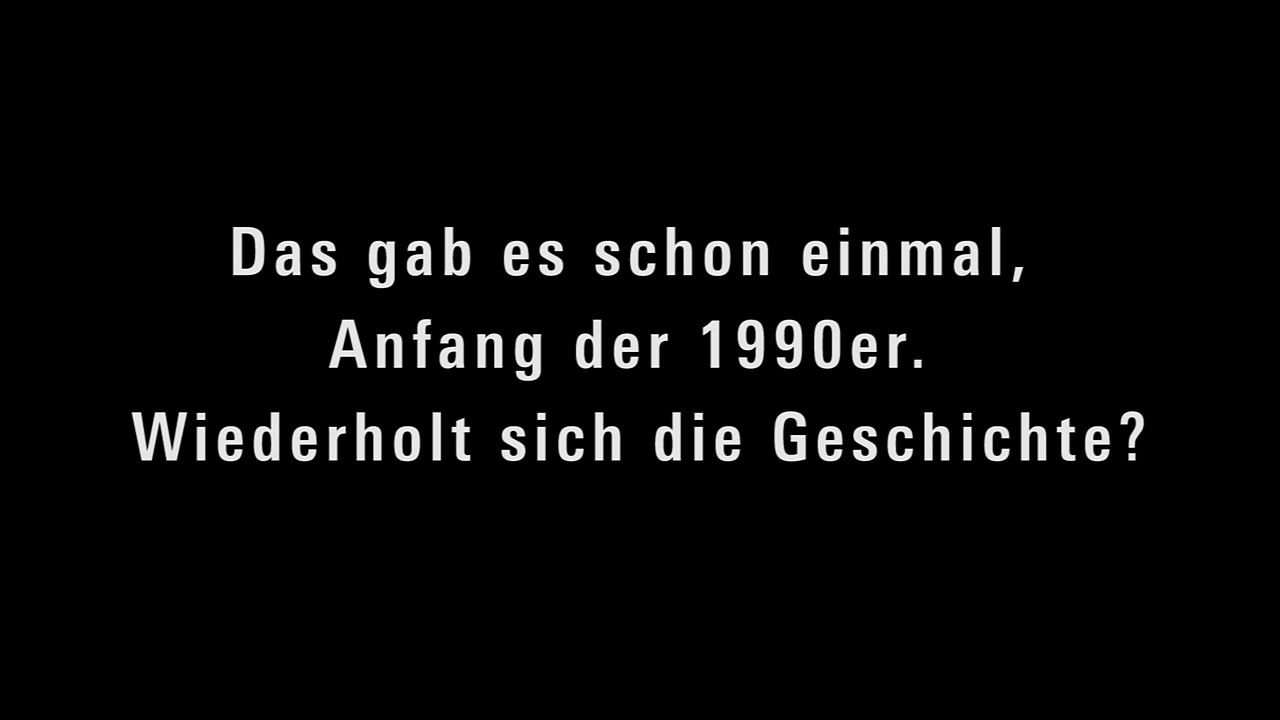 Das gab es schon einmal,
Anfang der 1990er.
Wiederholt sich die Geschichte?